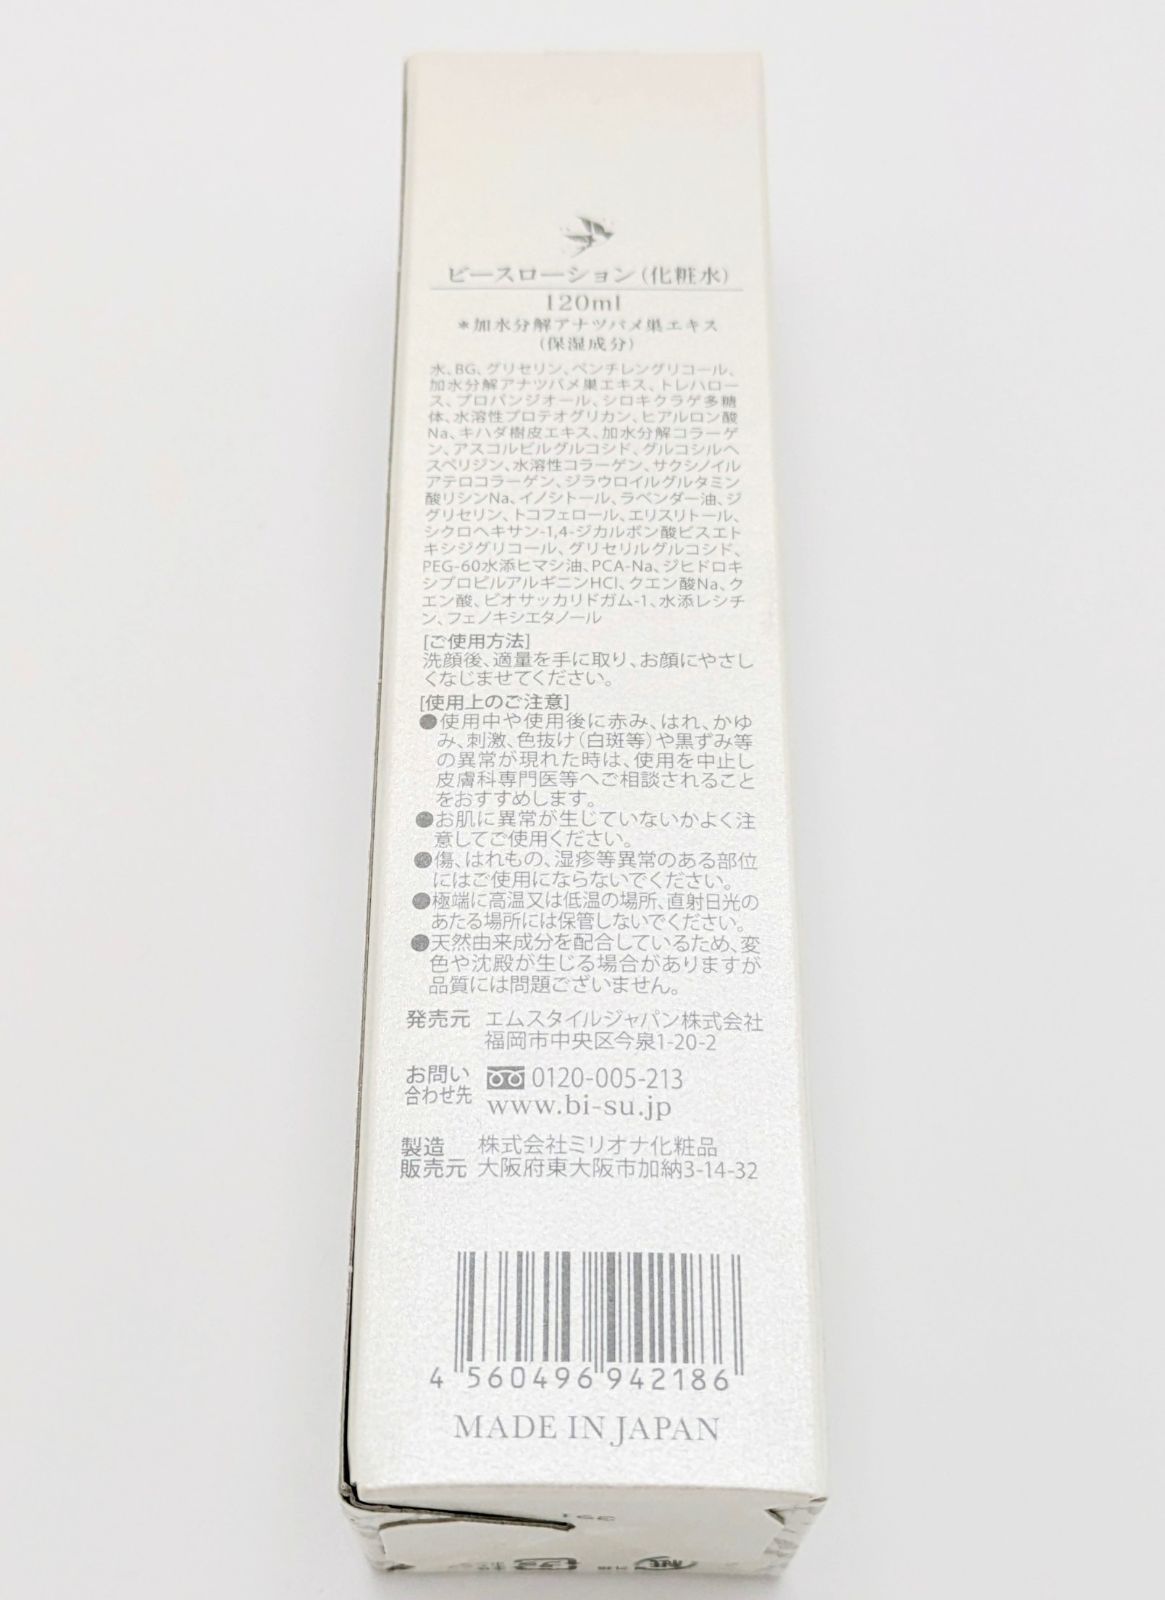 ビースローション(化粧水)
120ml
*加水分解アナツバメ巣エキス
(保湿成分)
水、BG、グリセリン、ペンチレングリコール、
加水分解アナツバメ巣エキス、トレハロー
ス、プロパンジオール、シロキクラゲ多糖
体、水溶性プロテオグリカン、ヒアルロン酸
Na、キハダ樹皮エキス、加水分解コラーゲ
ン、アスコルビルグルコシド、グルコシルヘ
スペリジン、水溶性コラーゲン、サクシノイル
アテロコラーゲン、ジラウロイルグルタミン
酸リシンNa、イノシトール、ラベンダー油、ジ
グリセリン、トコフェロール、エリスリトール、
シクロヘキサン-1,4-ジカルボン酸ビスエト
キシジグリコール、グリセリルグルコシド、
PEG-60水添ヒマシ油、PCA-Na、ジヒドロキ
シプロピルアルギニンHCl、クエン酸Na、ク
エン酸、ビオサッカリドガム-1、水添レシチ
ン、フェノキシエタノール
[ご使用方法]
洗顔後、適量を手に取り、お顔にやさし
くなじませてください。
[使用上のご注意]
●使用中や使用後に赤み、はれ、かゆ
み、刺激、色抜け(白斑等)や黒ずみ等
の異常が現れた時は、使用を中止し
皮膚科専門医等へご相談されること
をおすすめします。
●お肌に異常が生じていないかよく注
意してご使用ください。
●傷、はれもの、湿疹等異常のある部位
にはご使用にならないでください。
●極端に高温又は低温の場所、直射日光の
あたる場所には保管しないでください。
●天然由来成分を配合しているため、変
色や沈殿が生じる場合がありますが
品質には問題ございません。
発売元 エムスタイルジャパン株式会社
福岡市中央区今泉1-20-2
お問い合わせ先 0120-005-213
www.bi-su.jp
製造 株式会社ミリオナ化粧品
販売元 大阪府東大阪市加納3-14-32
4 560496 942186
MADE IN JAPAN